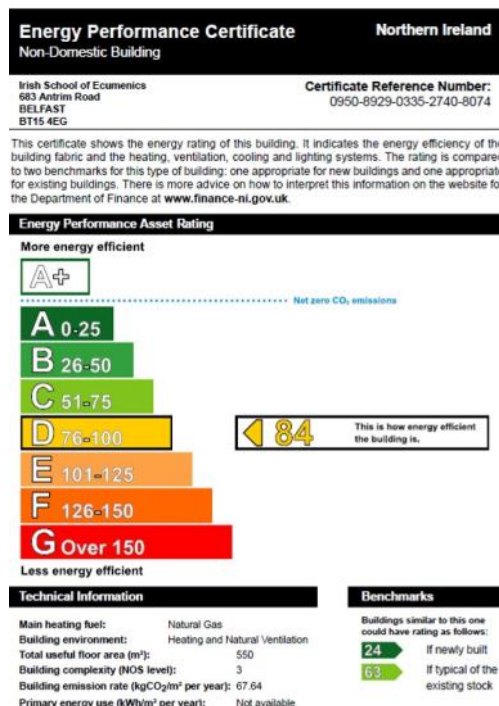 Energy Performance Certificate
Northern Ireland
Non-Domestic Building
Irish School of Ecumenics
683 Antrim Road
BELFAST
BT15 4EG
Certificate Reference Number:
0950-8929-0335-2740-8074
This certificate shows the energy rating of this building. It indicates the energy efficiency of the
building fabric and the heating, ventilation, cooling and lighting systems. The rating is compared
to two benchmarks for this type of building: one appropriate for new buildings and one appropriate
for existing buildings. There is more advice on how to interpret this information on the website for
the Department of Finance at www.finance-ni.gov.uk.
Energy Performance Asset Rating
More energy efficient
A+
Net zero CO₂ emissions
A 0-25
B 26-50
C 51-75
D 76-100
84
This is how energy efficient
the building is.
E 101-125
F 126-150
G Over 150
Less energy efficient
Technical Information
Main heating fuel: Natural Gas
Building environment: Heating and Natural Ventilation
Total useful floor area (m²): 550
Building complexity (NOS level): 3
Building emission rate (kgCO₂/m² per year): 67.64
Primary energy use (kWh/m² per year): Not available
Benchmarks
Buildings similar to this one
could have rating as follows:
24 If newly built
63 If typical of the
existing stock